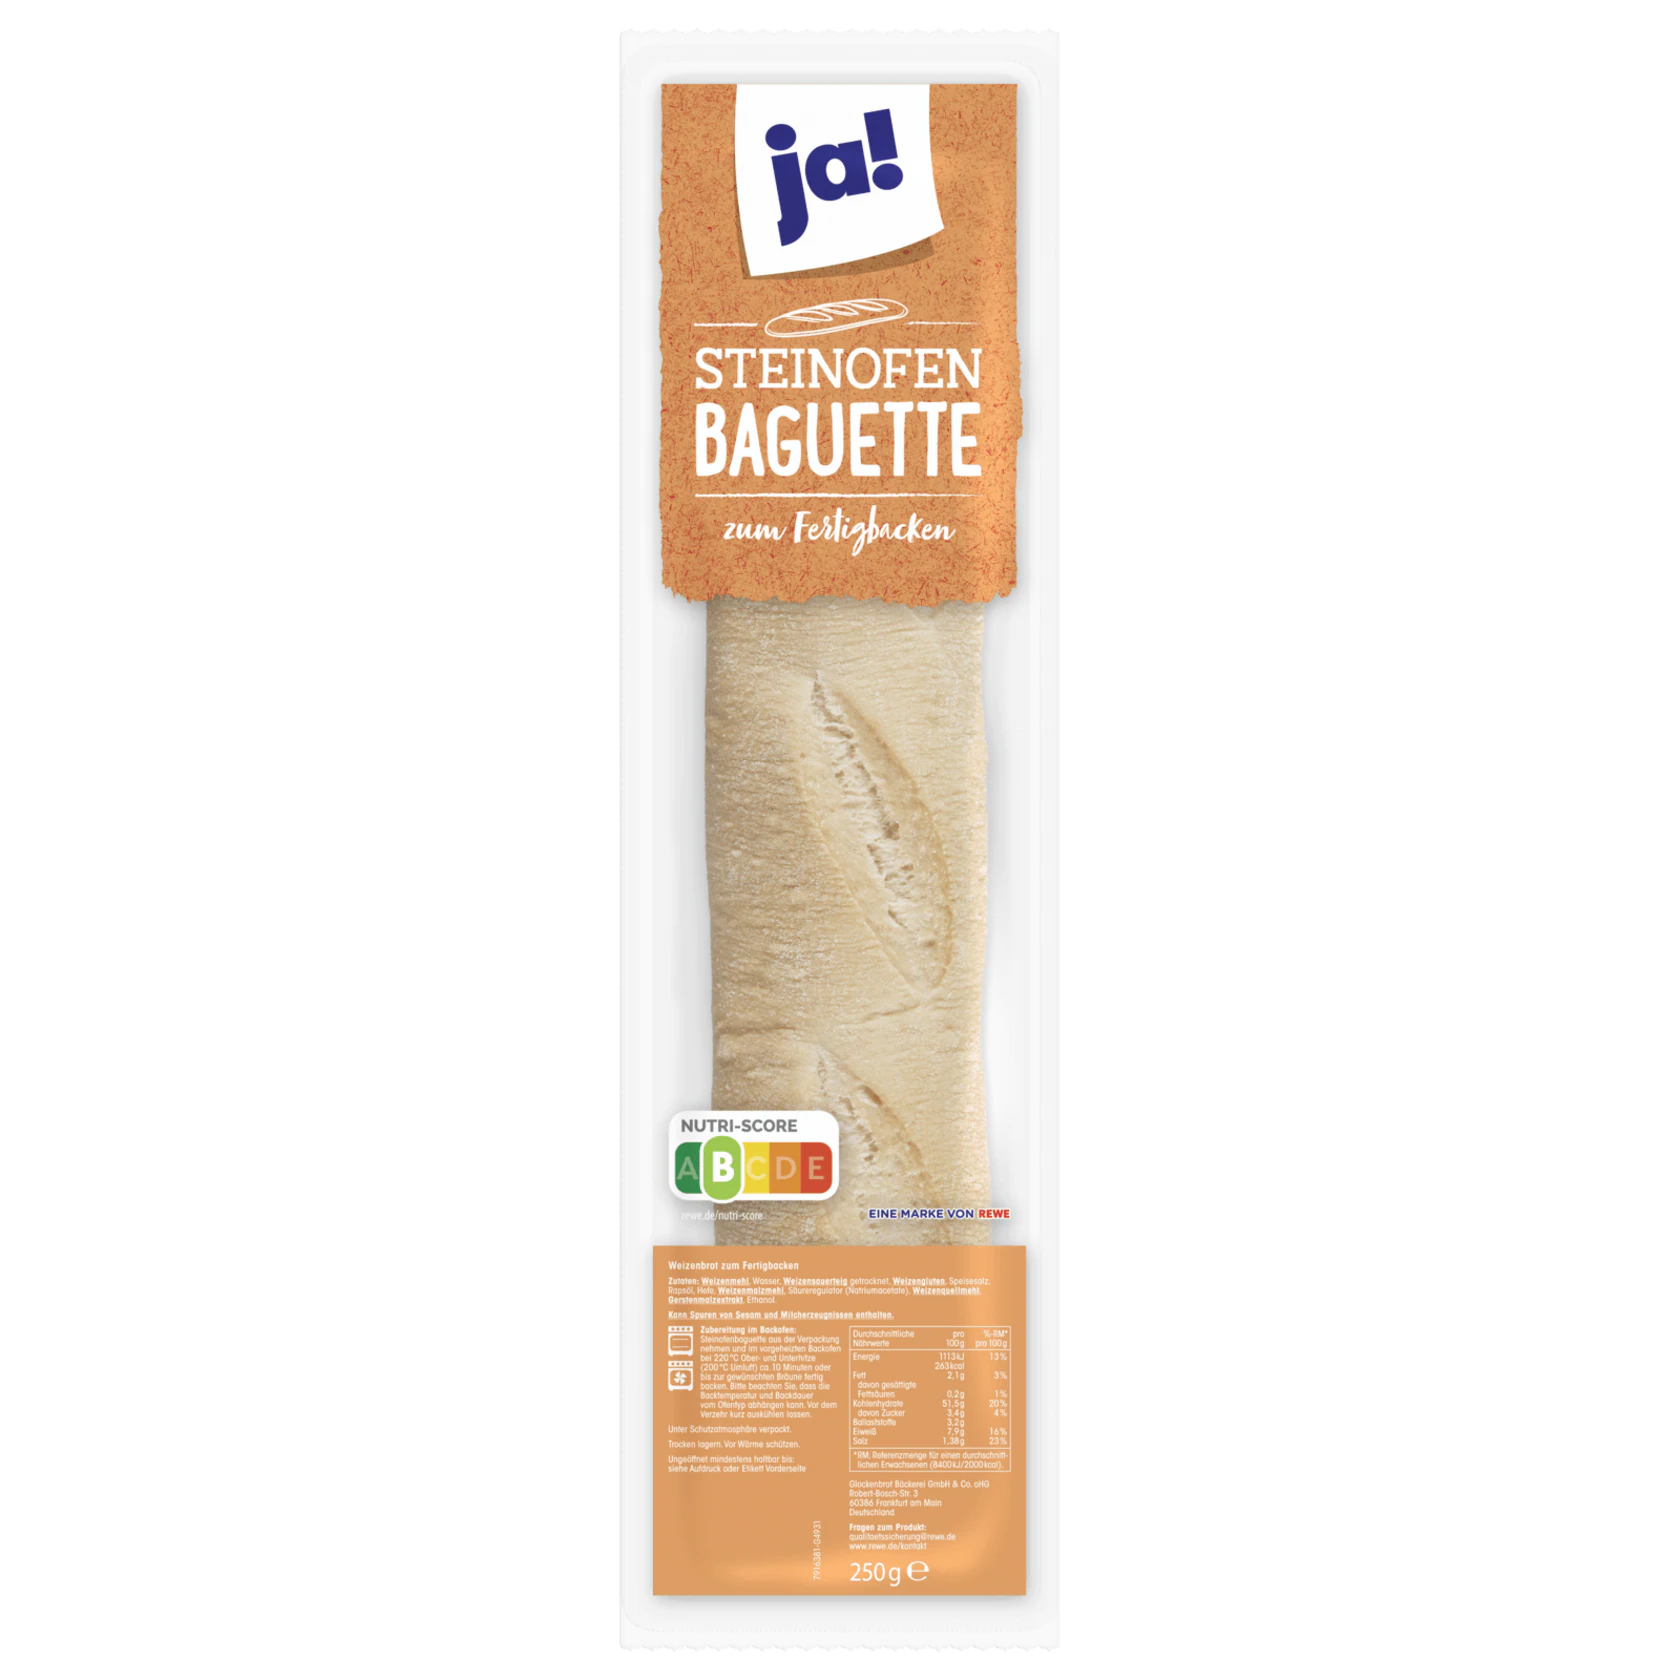 ja!
STEINOFEN
BAGUETTE
zum Fertigbacken
NUTRI-SCORE
A B C D E
rewe.de/nutri-score
EINE MARKE VON REWE
Weizenbrot zum Fertigbacken
Zutaten: Weizenmehl, Wasser, Weizensauerteig getrocknet, Weizengluten, Speisesalz,
Rapsöl, Hefe, Weizenmalzmehl, Säureregulator (Natriumacetate), Weizenquellmehl,
Gerstenmalzextrakt, Ethanol.
Kann Spuren von Sesam und Milcherzeugnissen enthalten.
Zubereitung im Backofen:
Steinofenbaguette aus der Verpackung
nehmen und im vorgeheizten Backofen
bei 220°C Ober- und Unterhitze
(200°C Umluft) ca. 10 Minuten oder
bis zur gewünschten Bräune fertig
backen. Bitte beachten Sie, dass die
Backtemperatur und Backdauer
vom Ofentyp abhängen kann. Vor dem
Verzehr kurz auskühlen lassen.
Unter Schutzatmosphäre verpackt.
Trocken lagern. Vor Wärme schützen.
Ungeöffnet mindestens haltbar bis:
siehe Aufdruck oder Etikett Vorderseite
Durchschnittliche pro %-RM*
Nährwerte 100g pro 100g
Energie 1113kJ 13%
263kcal
Fett 2,1g 3%
davon gesättigte
Fettsäuren 0,2g 1%
Kohlenhydrate 51,5g 20%
davon Zucker 3,4g 4%
Ballaststoffe 3,2g
Eiweiß 7,9g 16%
Salz 1,38g 23%
*RM: Referenzmenge für einen durchschnitt-
lichen Erwachsenen (8400kJ/2000kcal).
Glockenbrot Bäckerei GmbH & Co. oHG
Robert-Bosch-Str. 3
60386 Frankfurt am Main
Deutschland
Fragen zum Produkt:
qualitaetssicherung@rewe.de
www.rewe.de/kontakt
250g e
7916381-G4931